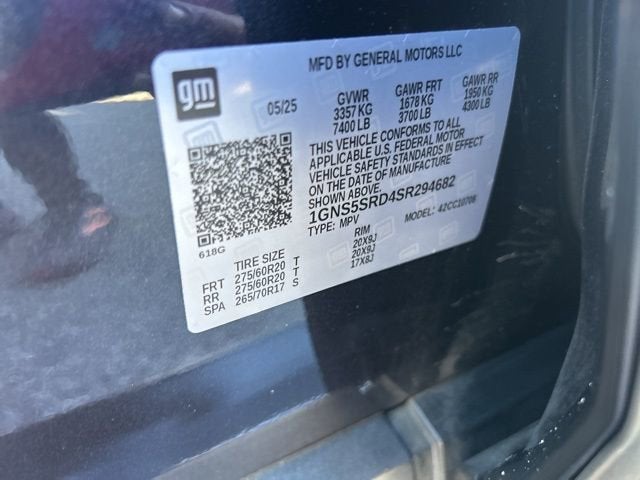 MFD BY GENERAL MOTORS LLC
gm
05/25
GVWR GAWR FRT GAWR RR
3357 KG 1678 KG 1950 KG
7400 LB 3700 LB 4300 LB
THIS VEHICLE CONFORMS TO ALL
APPLICABLE U.S. FEDERAL MOTOR
VEHICLE SAFETY STANDARDS IN EFFECT
ON THE DATE OF MANUFACTURE
SHOWN ABOVE.
1GNS5SRD4SR294682
TYPE: MPV MODEL: 42CC10706
618G
TIRE SIZE RIM
FRT 275/60R20 T 20X9J
RR 275/60R20 T 20X9J
SPA 265/70R17 S 17X8J